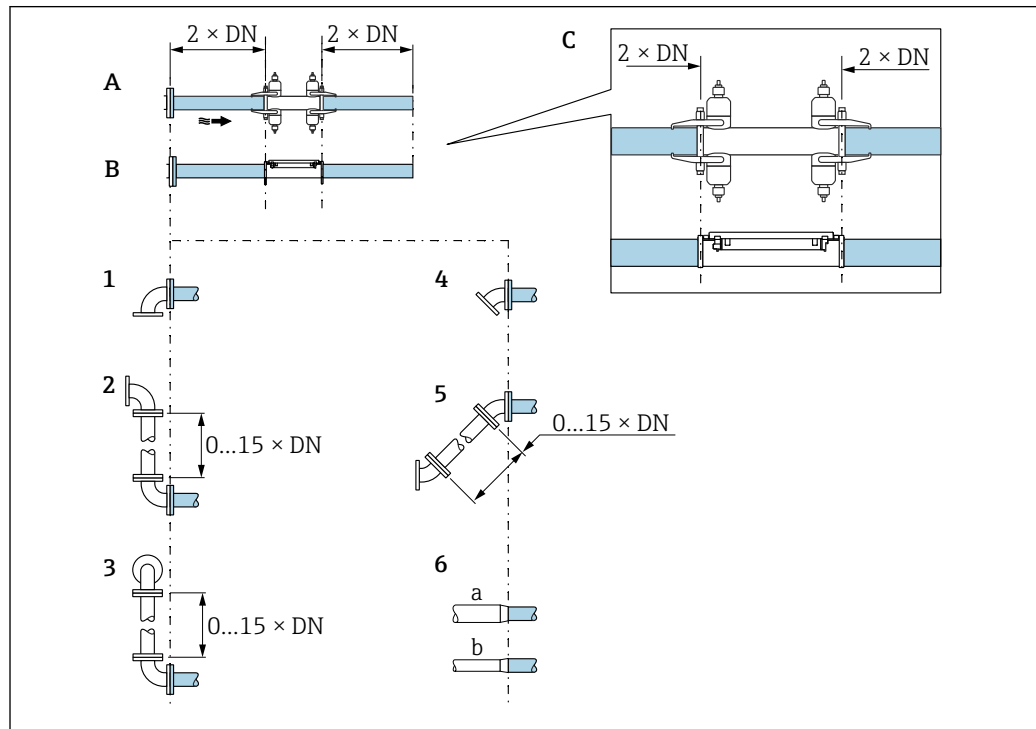 2 × DN 2 × DN
A
B
C
2 × DN 2 × DN
1
2
0...15 × DN
3
0...15 × DN
4
5
0...15 × DN
6
a
b